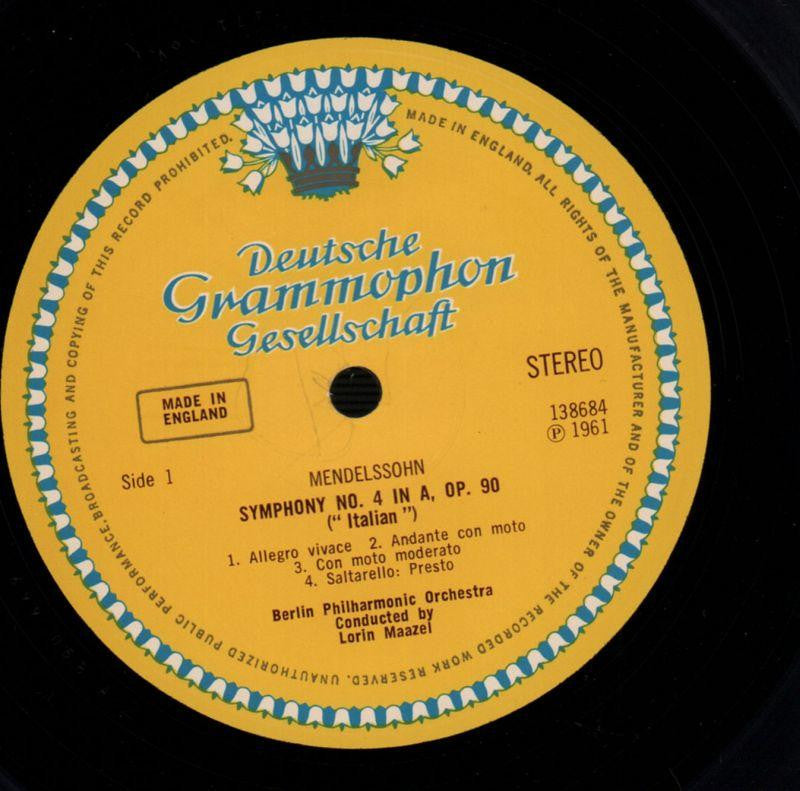 MADE IN ENGLAND. ALL RIGHTS OF THE MANUFACTURER AND OF THE OWNER OF THE RECORDED WORK RESERVED. UNAUTHORIZED PUBLIC PERFORMANCE, BROADCASTING AND COPYING OF THIS RECORD PROHIBITED.
Deutsche
Grammophon
Gesellschaft
STEREO
MADE IN
ENGLAND
138684
℗ 1961
Side 1
MENDELSSOHN
SYMPHONY NO. 4 IN A, OP. 90
(“ Italian ”)
1. Allegro vivace 2. Andante con moto
3. Con moto moderato
4. Saltarello: Presto
Berlin Philharmonic Orchestra
Conducted by
Lorin Maazel